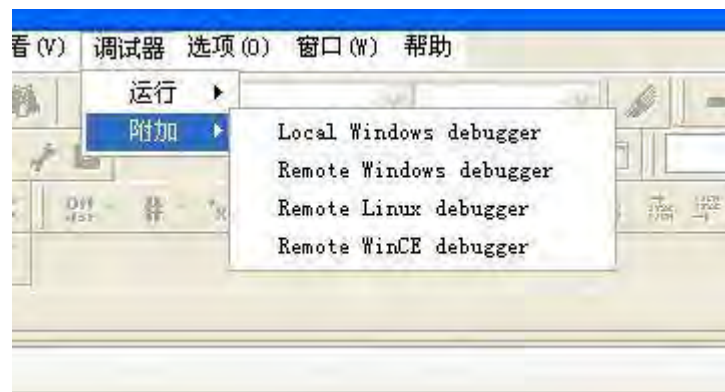 看(V) 调试器 选项(O) 窗口(W) 帮助
运行
附加
Local Windows debugger
Remote Windows debugger
Remote Linux debugger
Remote WinCE debugger